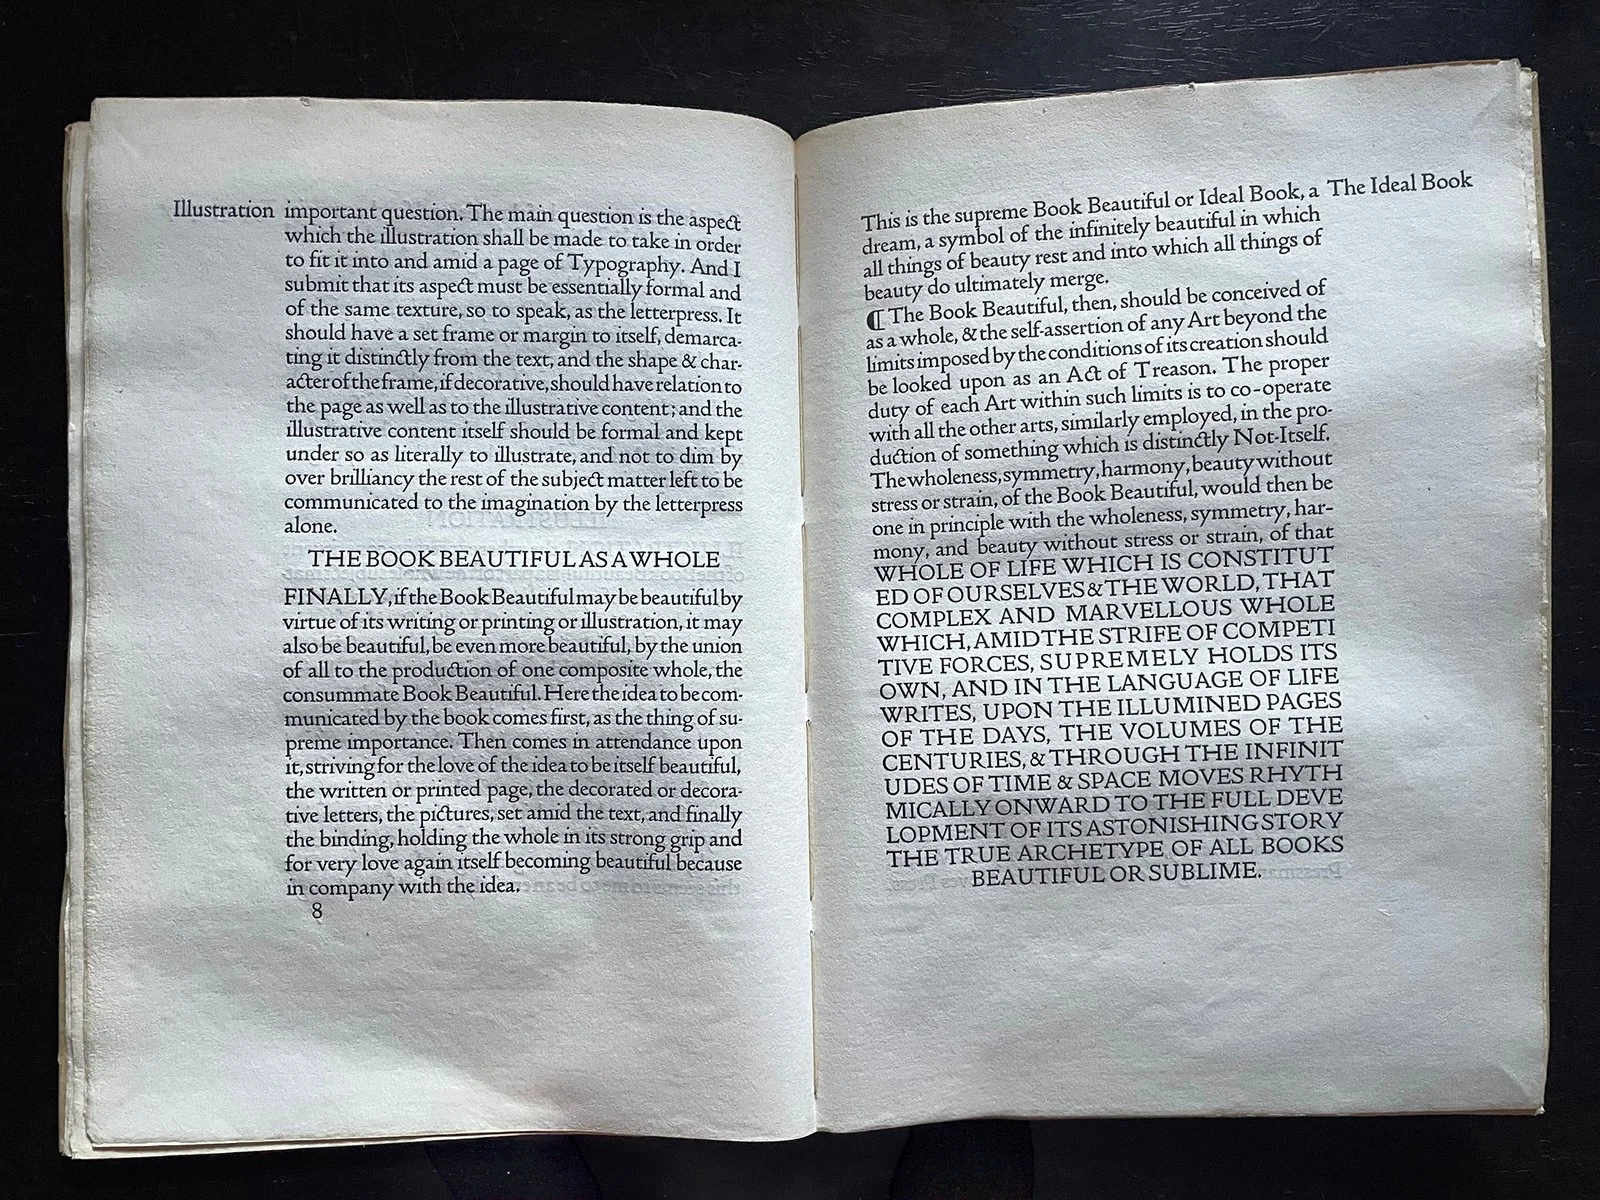 Illustration important question. The main question is the aspect
which the illustration shall be made to take in order
to fit it into and amid a page of Typography. And I
submit that its aspect must be essentially formal and
of the same texture, so to speak, as the letterpress. It
should have a set frame or margin to itself, demarca-
ting it distinctly from the text, and the shape & char-
acter of the frame, if decorative, should have relation to
the page as well as to the illustrative content; and the
illustrative content itself should be formal and kept
under so as literally to illustrate, and not to dim by
over brilliancy the rest of the subject matter left to be
communicated to the imagination by the letterpress
alone.
THE BOOK BEAUTIFUL AS A WHOLE
FINALLY, if the Book Beautiful may be beautiful by
virtue of its writing or printing or illustration, it may
also be beautiful, be even more beautiful, by the union
of all to the production of one composite whole, the
consummate Book Beautiful. Here the idea to be com-
municated by the book comes first, as the thing of su-
preme importance. Then comes in attendance upon
it, striving for the love of the idea to be itself beautiful,
the written or printed page, the decorated or decora-
tive letters, the pictures, set amid the text, and finally
the binding, holding the whole in its strong grip and
for very love again itself becoming beautiful because
in company with the idea.
8
This is the supreme Book Beautiful or Ideal Book, a The Ideal Book
dream, a symbol of the infinitely beautiful in which
all things of beauty rest and into which all things of
beauty do ultimately merge.
¶ The Book Beautiful, then, should be conceived of
as a whole, & the self-assertion of any Art beyond the
limits imposed by the conditions of its creation should
be looked upon as an Act of Treason. The proper
duty of each Art within such limits is to co-operate
with all the other arts, similarly employed, in the pro-
duction of something which is distinctly Not-Itself.
The wholeness, symmetry, harmony, beauty without
stress or strain, of the Book Beautiful, would then be
one in principle with the wholeness, symmetry, har-
mony, and beauty without stress or strain, of that
WHOLE OF LIFE WHICH IS CONSTITUT
ED OF OURSELVES & THE WORLD, THAT
COMPLEX AND MARVELLOUS WHOLE
WHICH, AMID THE STRIFE OF COMPETI
TIVE FORCES, SUPREMELY HOLDS ITS
OWN, AND IN THE LANGUAGE OF LIFE
WRITES, UPON THE ILLUMINED PAGES
OF THE DAYS, THE VOLUMES OF THE
CENTURIES, & THROUGH THE INFINIT
UDES OF TIME & SPACE MOVES RHYTH
MICALLY ONWARD TO THE FULL DEVE
LOPMENT OF ITS ASTONISHING STORY
THE TRUE ARCHETYPE OF ALL BOOKS
BEAUTIFUL OR SUBLIME.